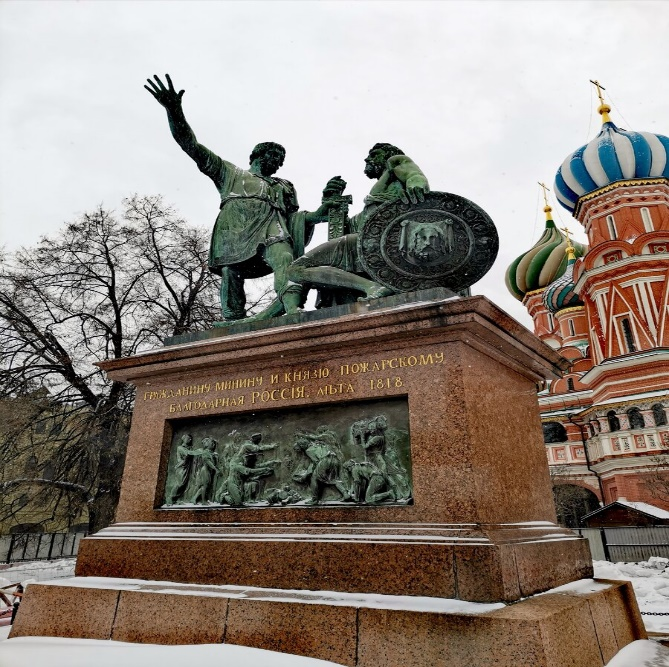 ГРАЖДАНИНУ МИНИНУ И КНЯЗЮ ПОЖАРСКОМУ
БЛАГОДАРНАЯ РОССІЯ. ЛѢТА 1818.